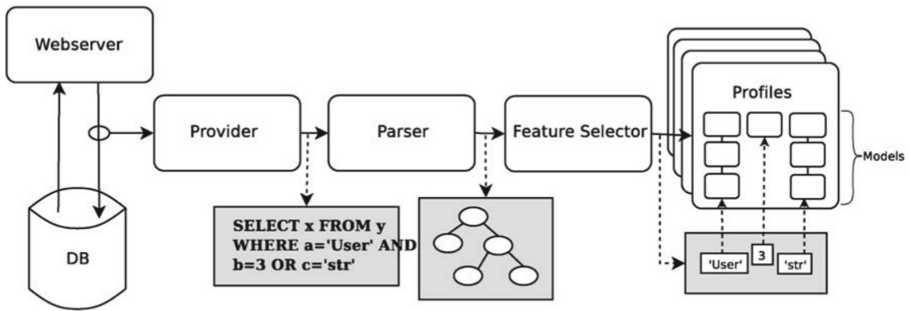 Webserver
Provider
Parser
Feature Selector
Profiles
Models
DB
SELECT x FROM y
WHERE a='User' AND
b=3 OR c='str'
'User'
3
'str'